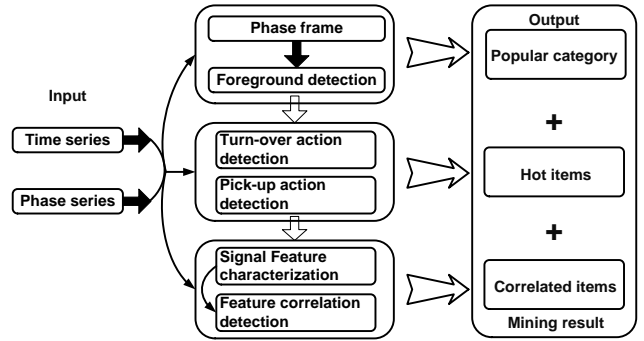 Input
Time series
Phase series
Phase frame
Foreground detection
Turn-over action
detection
Pick-up action
detection
Signal Feature
characterization
Feature correlation
detection
Output
Popular category
+
Hot items
+
Correlated items
Mining result